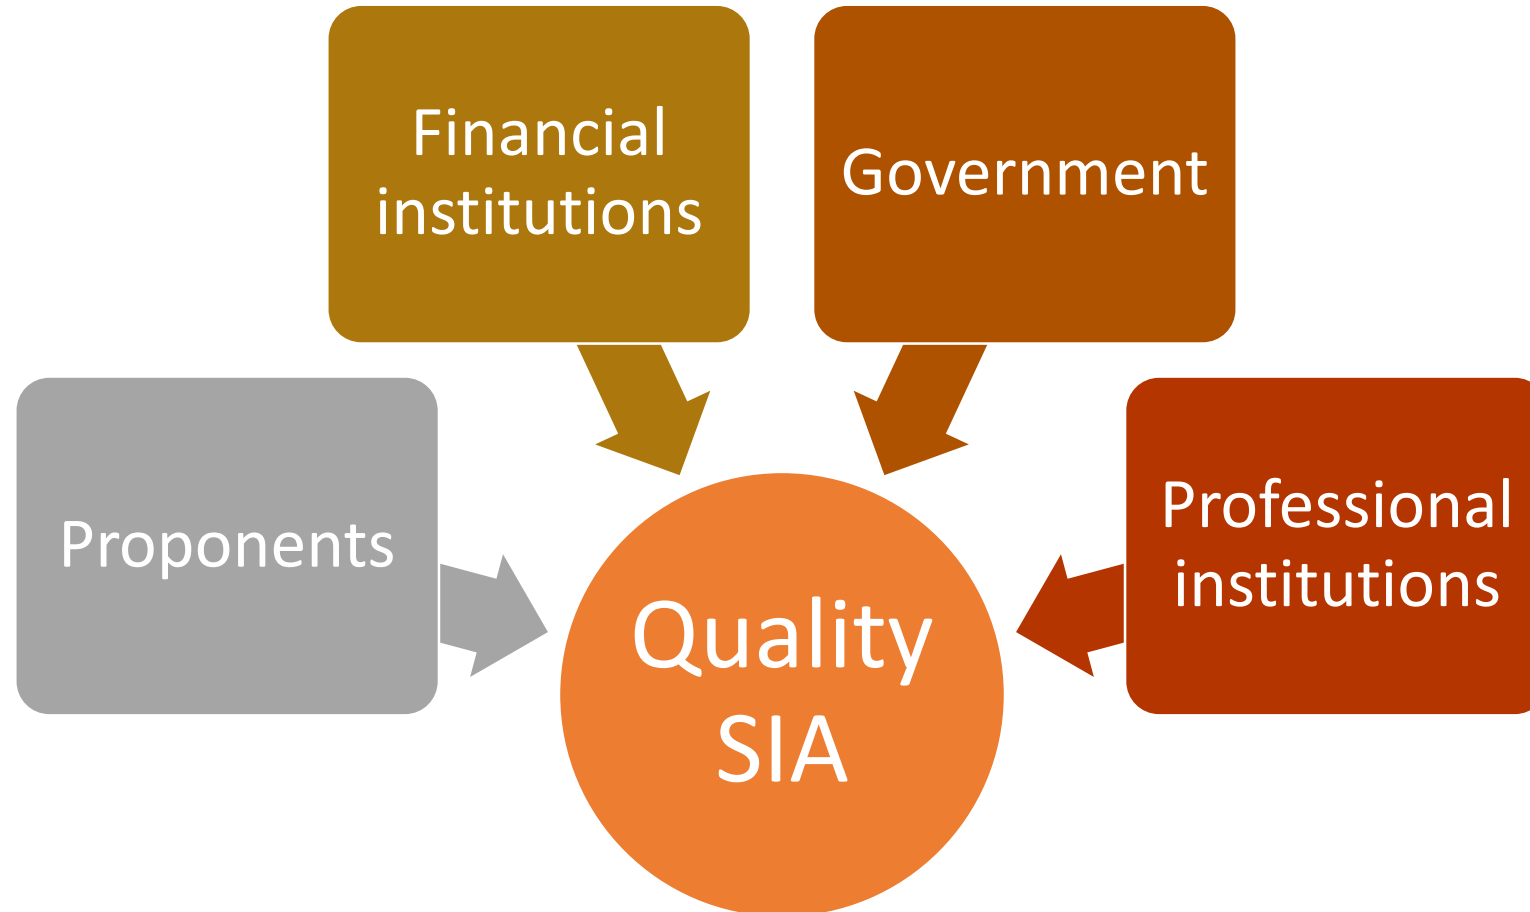 Financial
institutions
Government
Proponents
Professional
institutions
Quality
SIA